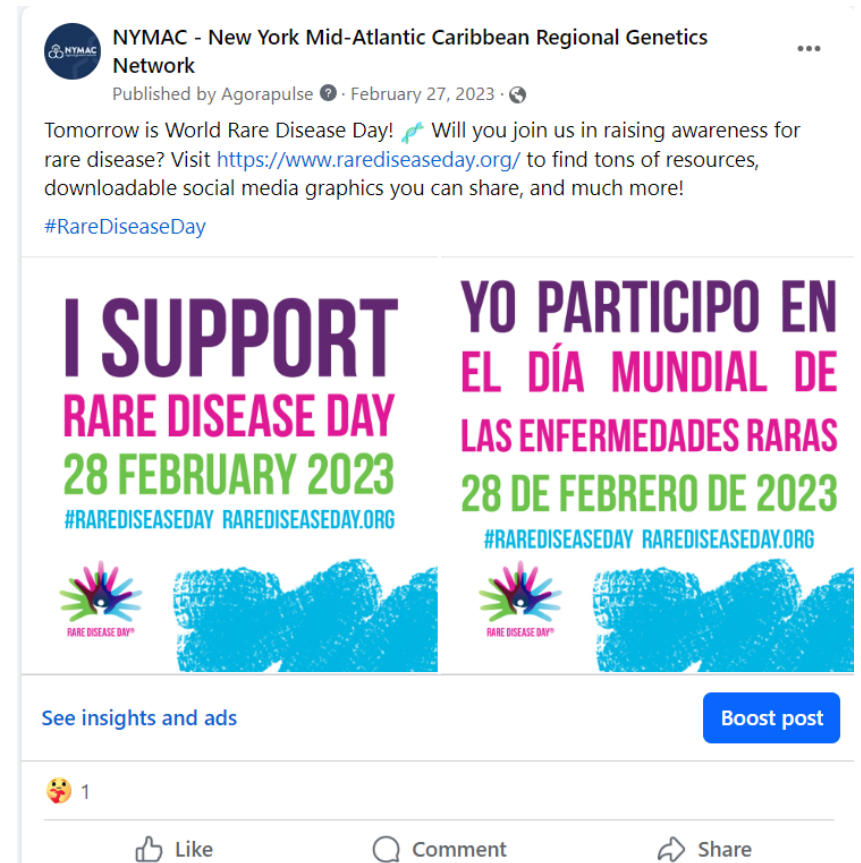 NYMAC
NYMAC - New York Mid-Atlantic Caribbean Regional Genetics
Network
Published by Agorapulse · February 27, 2023 ·
Tomorrow is World Rare Disease Day! 🧬 Will you join us in raising awareness for
rare disease? Visit https://www.rarediseaseday.org/ to find tons of resources,
downloadable social media graphics you can share, and much more!
#RareDiseaseDay
I SUPPORT
RARE DISEASE DAY
28 FEBRUARY 2023
#RAREDISEASEDAY RAREDISEASEDAY.ORG
RARE DISEASE DAY®
YO PARTICIPO EN
EL DÍA MUNDIAL DE
LAS ENFERMEDADES RARAS
28 DE FEBRERO DE 2023
#RAREDISEASEDAY RAREDISEASEDAY.ORG
RARE DISEASE DAY®
See insights and ads
Boost post
1
Like
Comment
Share